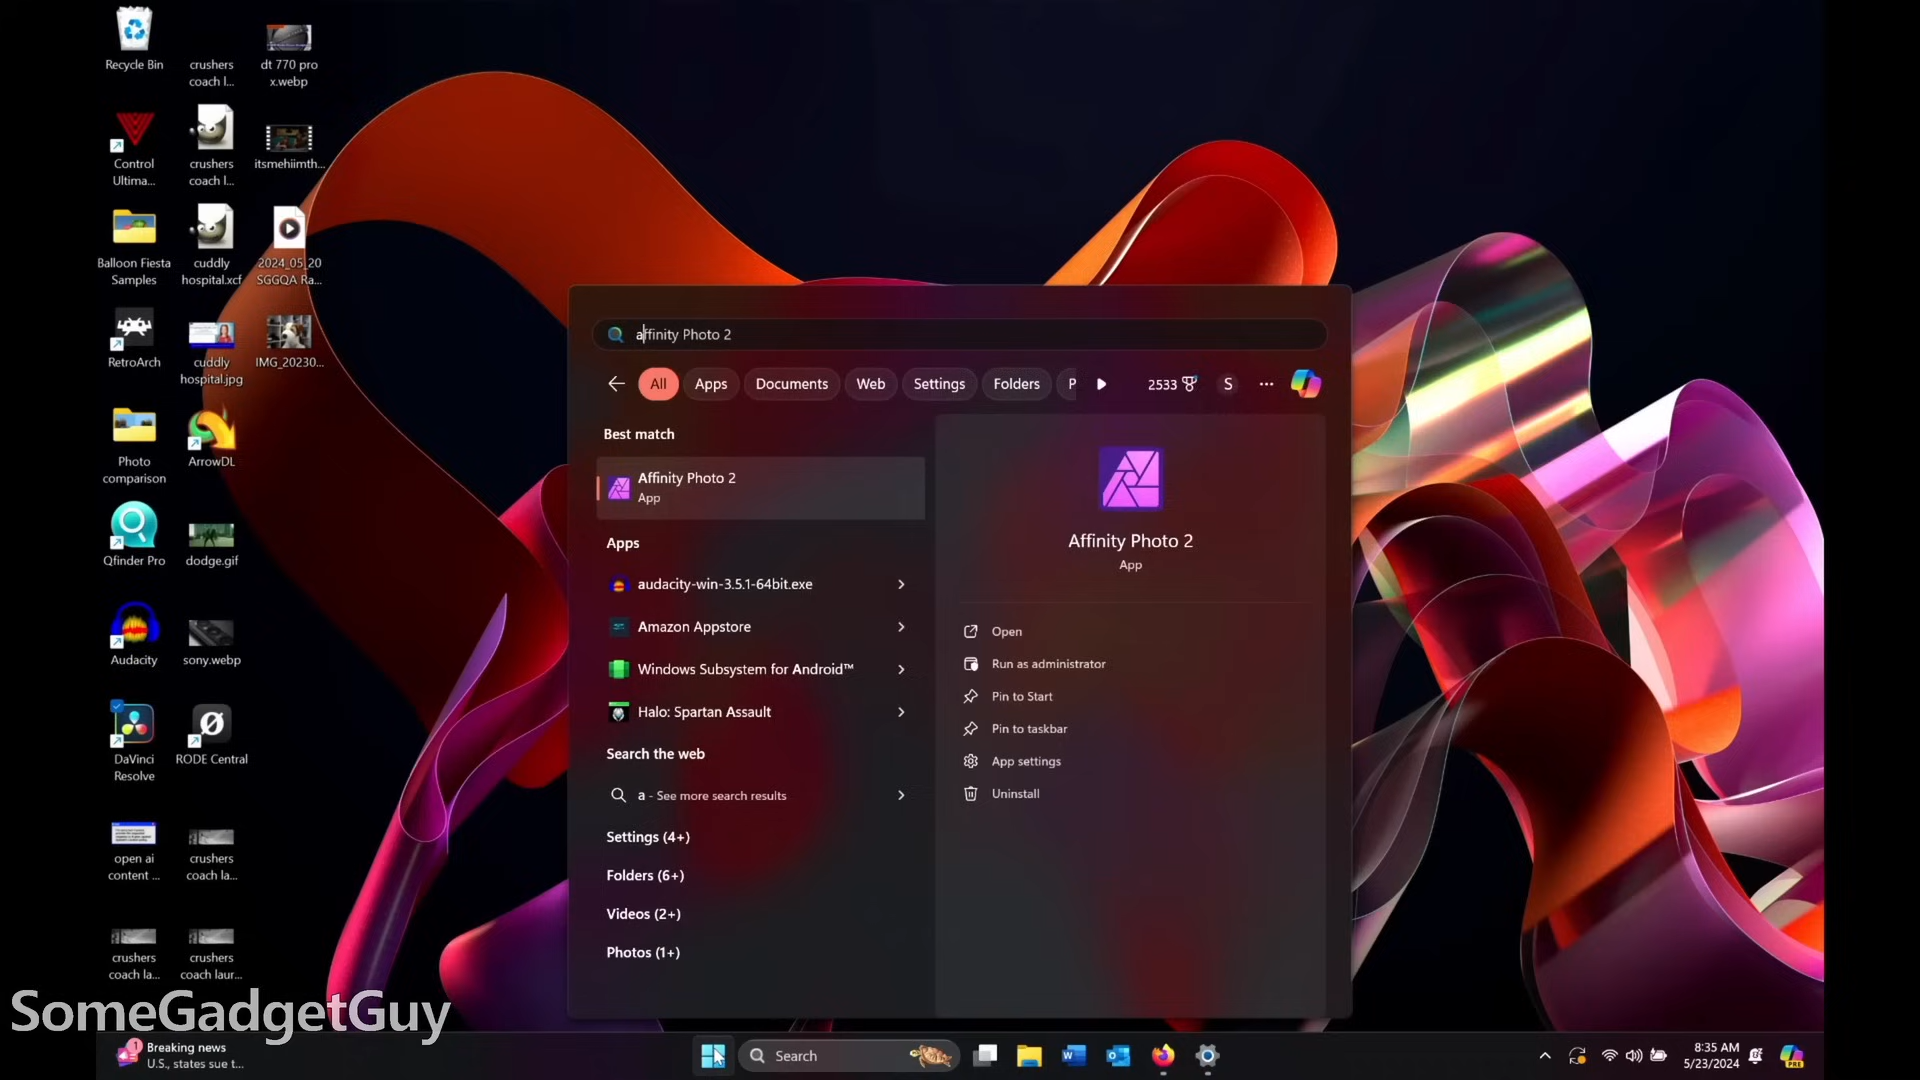 Recycle Bin
crushers
coach l...
dt 770 pro
x.webp
Control
Ultima...
crushers
coach l...
itsmehiimth...
Balloon Fiesta
Samples
cuddly
hospital.xcf
2024_05_20
SGGQA Ra...
RetroArch
cuddly
hospital.jpg
IMG_20230...
Photo
comparison
ArrowDL
Qfinder Pro
dodge.gif
Audacity
sony.webp
DaVinci
Resolve
RODE Central
open ai
content ...
crushers
coach la...
crushers
coach la...
crushers
coach laur...
affinity Photo 2
All
Apps
Documents
Web
Settings
Folders
P
2533
S
Best match
Affinity Photo 2
App
Apps
audacity-win-3.5.1-64bit.exe
Amazon Appstore
Windows Subsystem for Android™
Halo: Spartan Assault
Search the web
a - See more search results
Settings (4+)
Folders (6+)
Videos (2+)
Photos (1+)
Affinity Photo 2
App
Open
Run as administrator
Pin to Start
Pin to taskbar
App settings
Uninstall
SomeGadgetGuy
1
Breaking news
U.S., states sue t...
Search
8:35 AM
5/23/2024
PRE